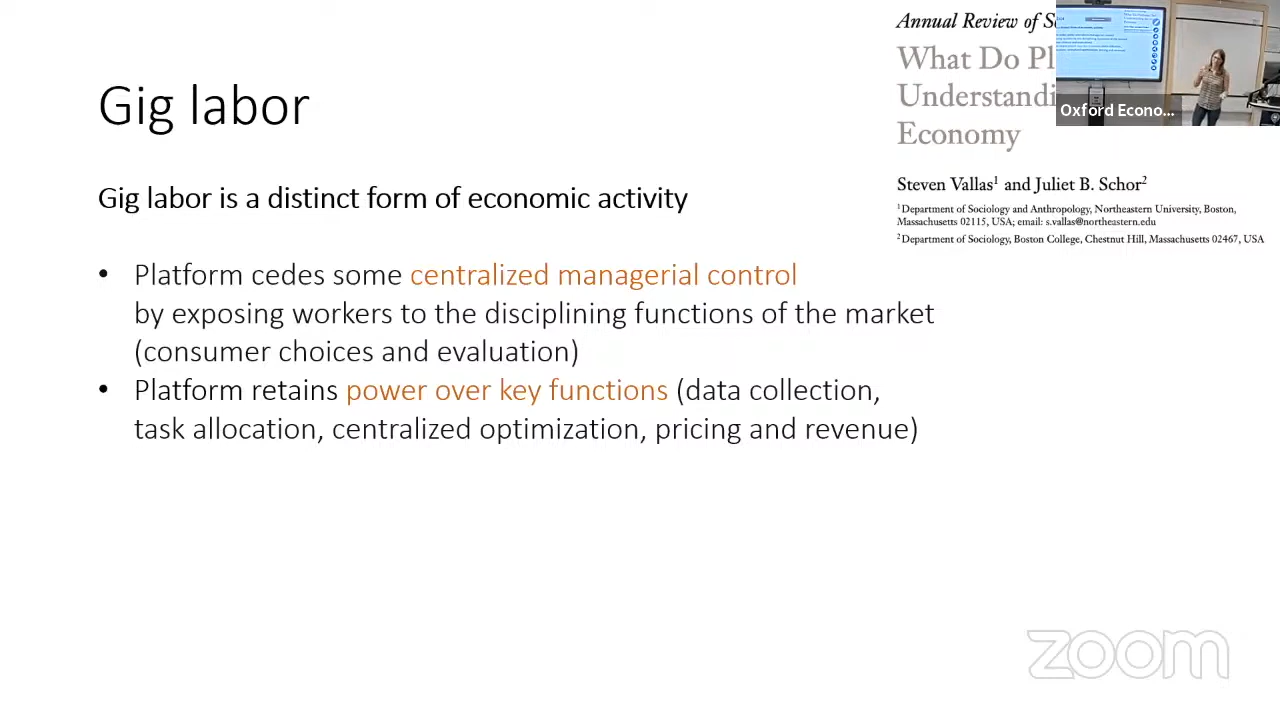 Gig labor
Gig labor is a distinct form of economic activity
• Platform cedes some centralized managerial control
by exposing workers to the disciplining functions of the market
(consumer choices and evaluation)
• Platform retains power over key functions (data collection,
task allocation, centralized optimization, pricing and revenue)
Annual Review of S
What Do Pl
Understandi
Economy
Steven Vallas¹ and Juliet B. Schor²
¹Department of Sociology and Anthropology, Northeastern University, Boston,
Massachusetts 02115, USA; email: s.vallas@northeastern.edu
²Department of Sociology, Boston College, Chestnut Hill, Massachusetts 02467, USA
Oxford Econo...
zoom